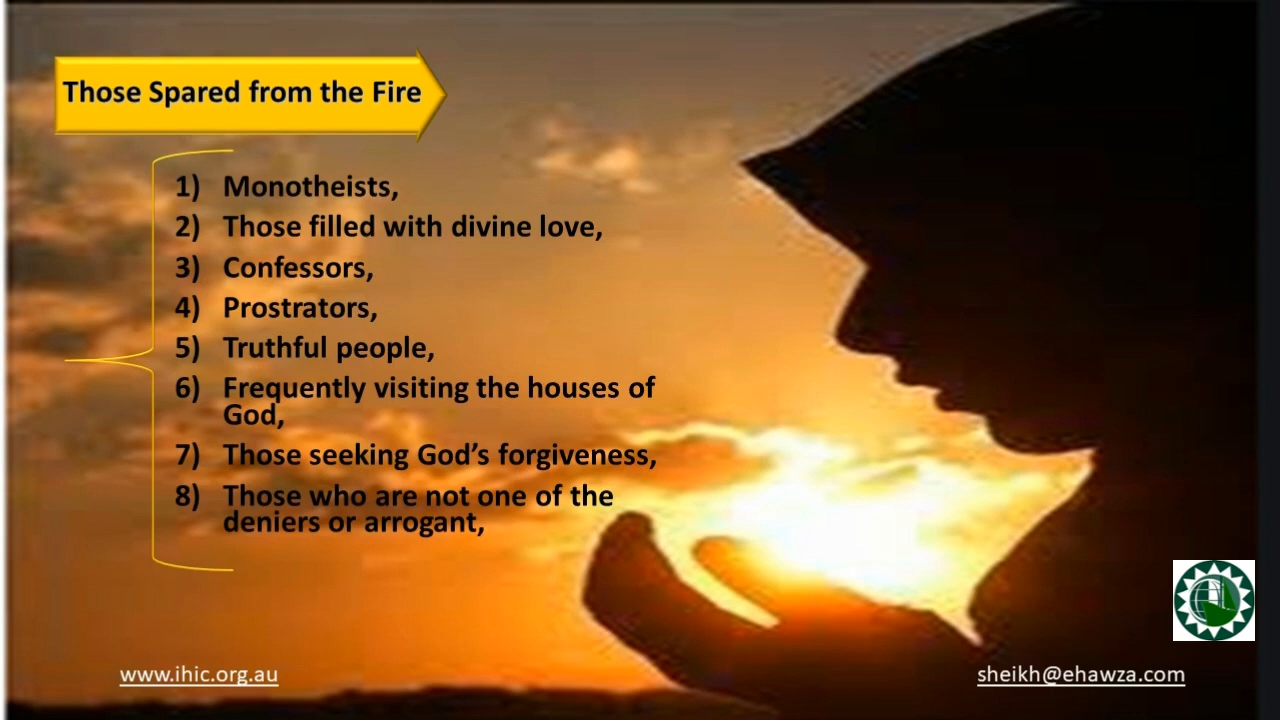 Those Spared from the Fire
1) Monotheists,
2) Those filled with divine love,
3) Confessors,
4) Prostrators,
5) Truthful people,
6) Frequently visiting the houses of
God,
7) Those seeking God’s forgiveness,
8) Those who are not one of the
deniers or arrogant,
www.ihic.org.au
sheikh@ehawza.com